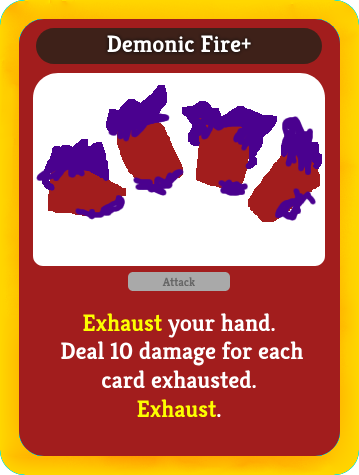 Demonic Fire+
Attack
Exhaust your hand.
Deal 10 damage for each
card exhausted.
Exhaust.